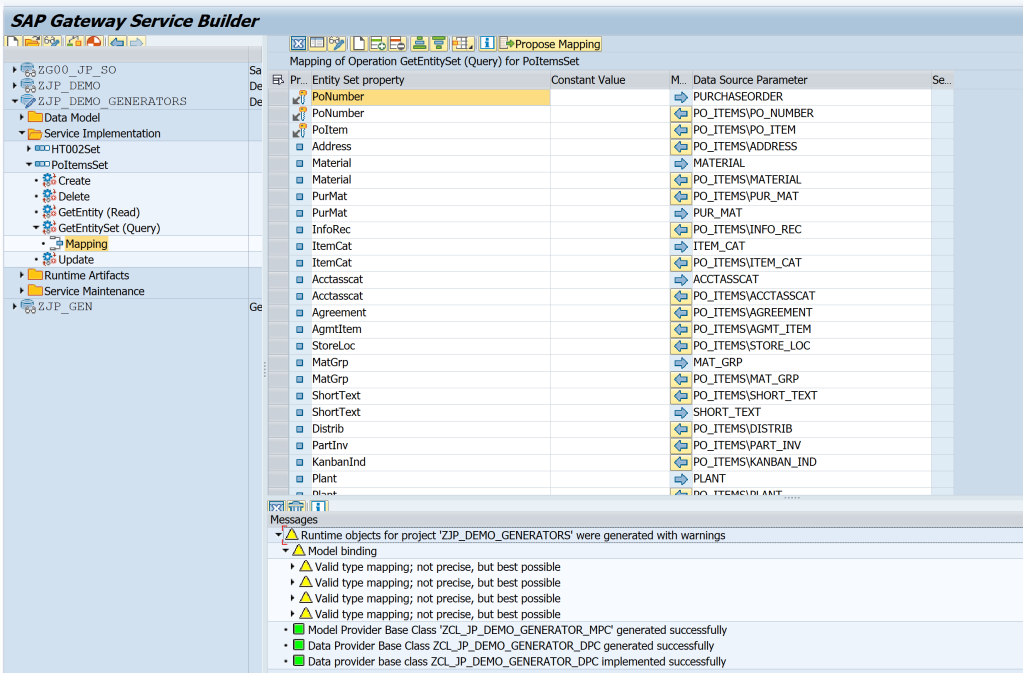 SAP Gateway Service Builder
ZG00_JP_SO Sa
ZJP_DEMO De
ZJP_DEMO_GENERATORS De
Data Model
Service Implementation
HT002Set
PoItemsSet
Create
Delete
GetEntity (Read)
GetEntitySet (Query)
Mapping
Update
Runtime Artifacts
Service Maintenance
ZJP_GEN Ge
Propose Mapping
Mapping of Operation GetEntitySet (Query) for PoItemsSet
Pr... Entity Set property Constant Value M... Data Source Parameter Se...
PoNumber PURCHASEORDER
PoNumber PO_ITEMS\PO_NUMBER
PoItem PO_ITEMS\PO_ITEM
Address PO_ITEMS\ADDRESS
Material MATERIAL
Material PO_ITEMS\MATERIAL
PurMat PO_ITEMS\PUR_MAT
PurMat PUR_MAT
InfoRec PO_ITEMS\INFO_REC
ItemCat ITEM_CAT
ItemCat PO_ITEMS\ITEM_CAT
Acctasscat ACCTASSCAT
Acctasscat PO_ITEMS\ACCTASSCAT
Agreement PO_ITEMS\AGREEMENT
AgmtItem PO_ITEMS\AGMT_ITEM
StoreLoc PO_ITEMS\STORE_LOC
MatGrp MAT_GRP
MatGrp PO_ITEMS\MAT_GRP
ShortText PO_ITEMS\SHORT_TEXT
ShortText SHORT_TEXT
Distrib PO_ITEMS\DISTRIB
PartInv PO_ITEMS\PART_INV
KanbanInd PO_ITEMS\KANBAN_IND
Plant PLANT
Plant PO_ITEMS\PLANT
Messages
Runtime objects for project 'ZJP_DEMO_GENERATORS' were generated with warnings
Model binding
Valid type mapping; not precise, but best possible
Valid type mapping; not precise, but best possible
Valid type mapping; not precise, but best possible
Valid type mapping; not precise, but best possible
Model Provider Base Class 'ZCL_JP_DEMO_GENERATOR_MPC' generated successfully
Data Provider Base Class ZCL_JP_DEMO_GENERATOR_DPC generated successfully
Data provider base class ZCL_JP_DEMO_GENERATOR_DPC implemented successfully